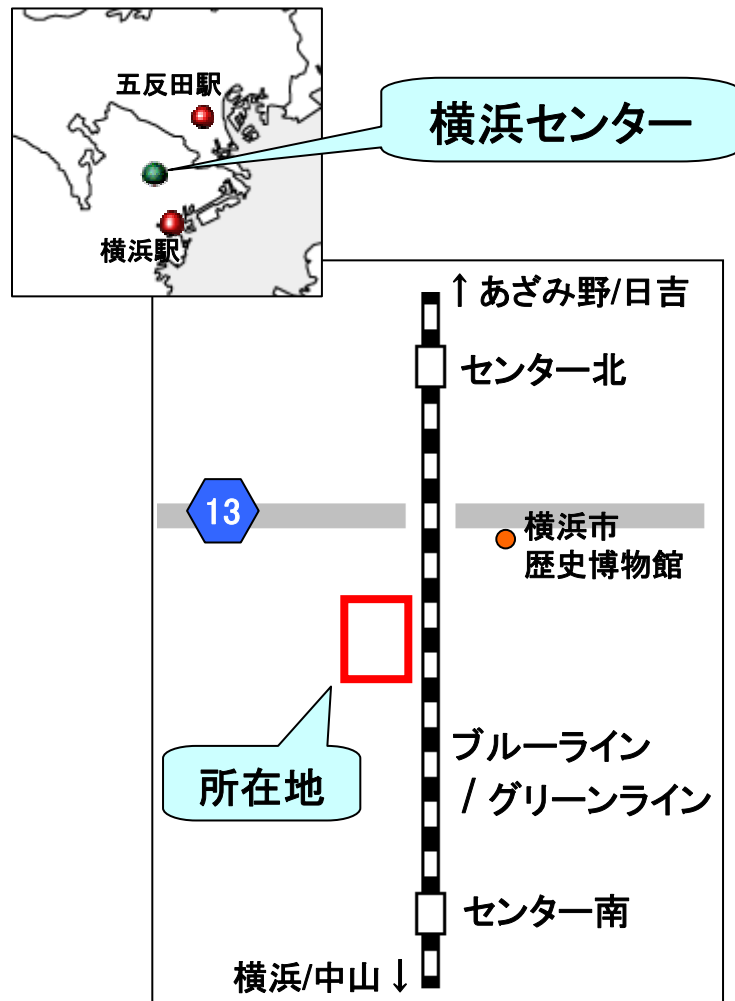 五反田駅
横浜センター
横浜駅
↑あざみ野/日吉
センター北
13
横浜市
歴史博物館
所在地
ブルーライン
/ グリーンライン
センター南
横浜/中山↓